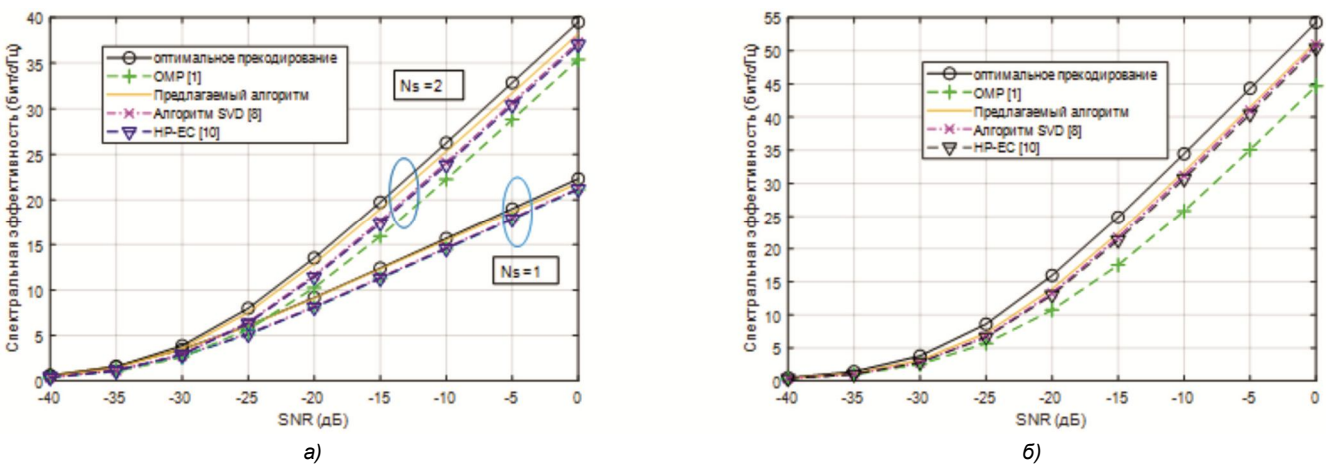 Спектральная эффективность (бит/с/Гц)
40
35
30
25
20
15
10
5
0
оптимальное прекодирование
OMP [1]
Предлагаемый алгоритм
Алгоритм SVD [8]
HP-EC [10]
Ns =2
Ns =1
-40 -35 -30 -25 -20 -15 -10 -5 0
SNR (дБ)
а)
Спектральная эффективность (бит/с/Гц)
55
50
45
40
35
30
25
20
15
10
5
0
оптимальное прекодирование
OMP [1]
Предлагаемый алгоритм
Алгоритм SVD [8]
HP-EC [10]
-40 -35 -30 -25 -20 -15 -10 -5 0
SNR (дБ)
б)